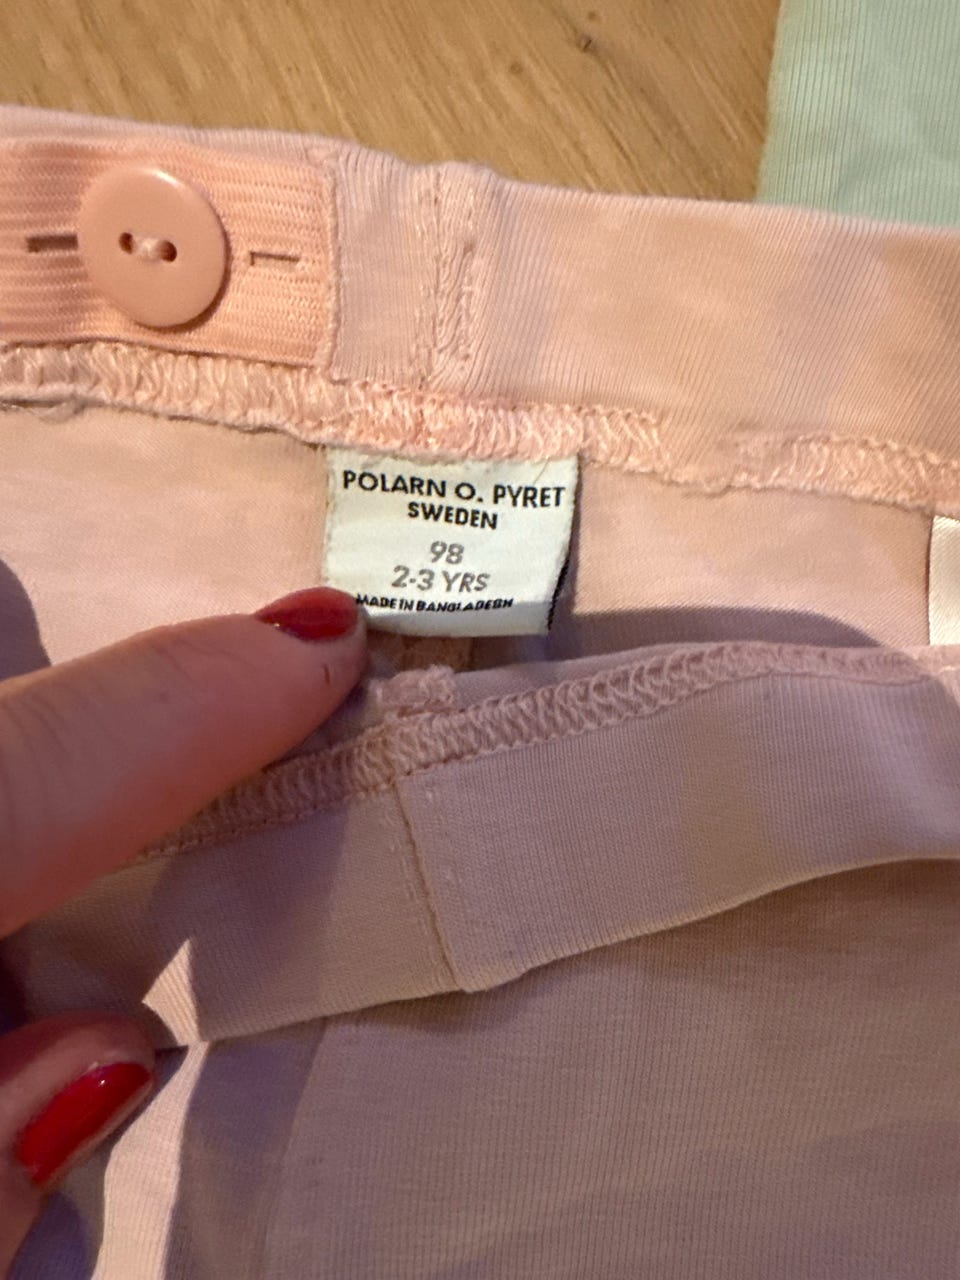 POLARN O. PYRET
SWEDEN
98
2-3 YRS
MADE IN BANGLADESH